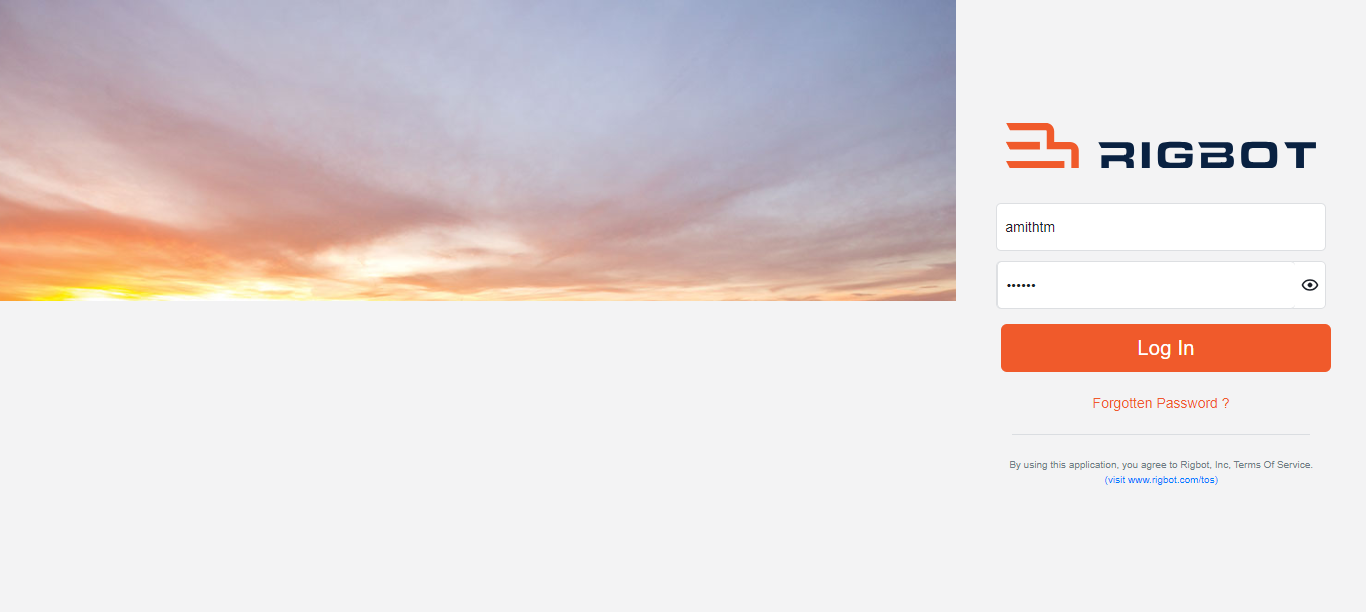 RIGBOT
amithtm
••••••
Log In
Forgotten Password ?
By using this application, you agree to Rigbot, Inc, Terms Of Service.
(visit www.rigbot.com/tos)